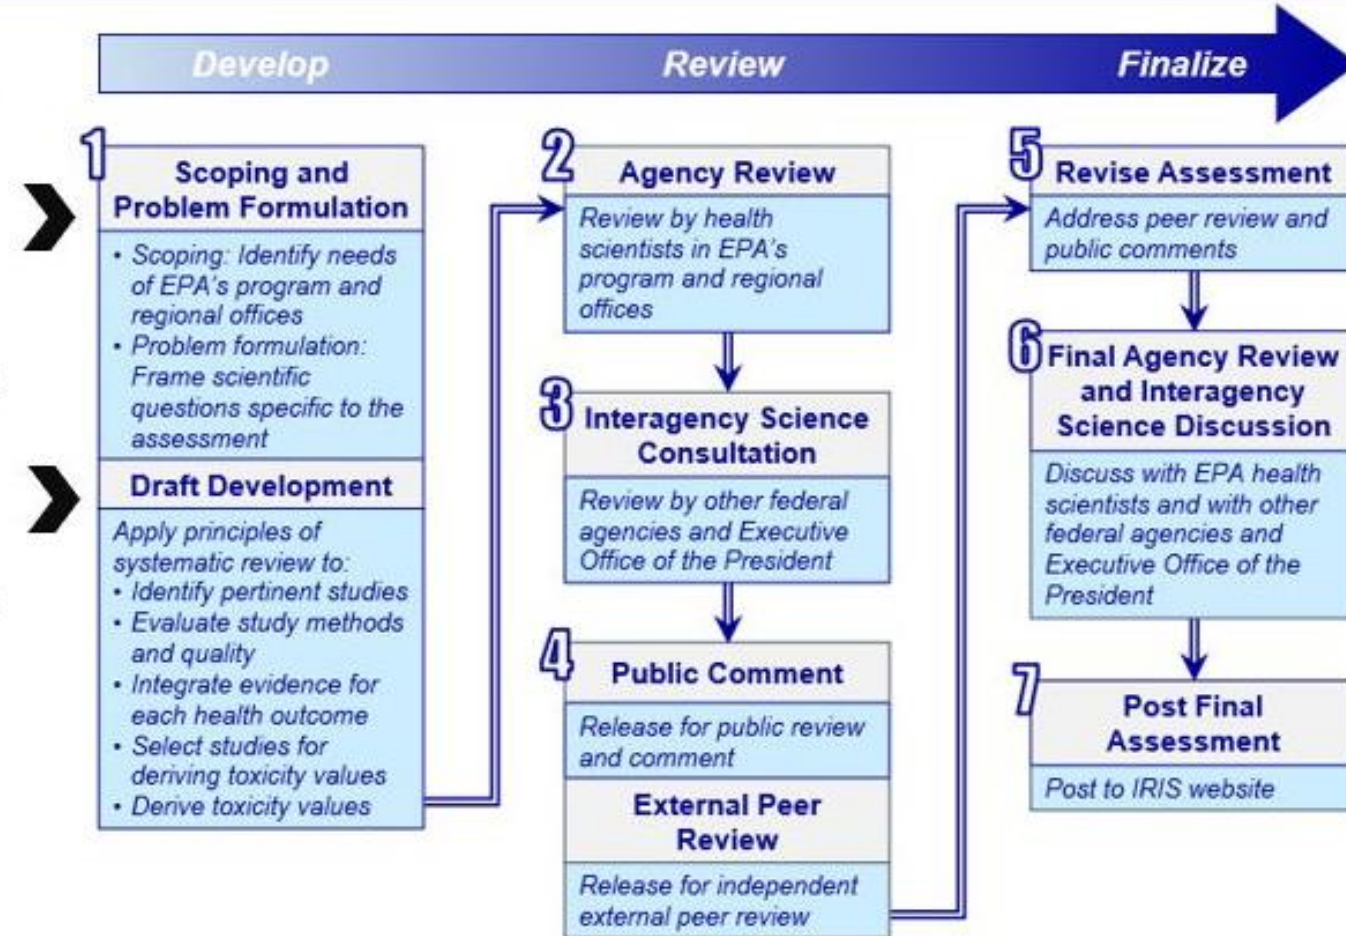 Develop
Review
Finalize
1
Scoping and
Problem Formulation
• Scoping: Identify needs
of EPA's program and
regional offices
• Problem formulation:
Frame scientific
questions specific to the
assessment
Draft Development
Apply principles of
systematic review to:
• Identify pertinent studies
• Evaluate study methods
and quality
• Integrate evidence for
each health outcome
• Select studies for
deriving toxicity values
• Derive toxicity values
2
Agency Review
Review by health
scientists in EPA's
program and regional
offices
3
Interagency Science
Consultation
Review by other federal
agencies and Executive
Office of the President
4
Public Comment
Release for public review
and comment
External Peer
Review
Release for independent
external peer review
5
Revise Assessment
Address peer review and
public comments
6
Final Agency Review
and Interagency
Science Discussion
Discuss with EPA health
scientists and with other
federal agencies and
Executive Office of the
President
7
Post Final
Assessment
Post to IRIS website